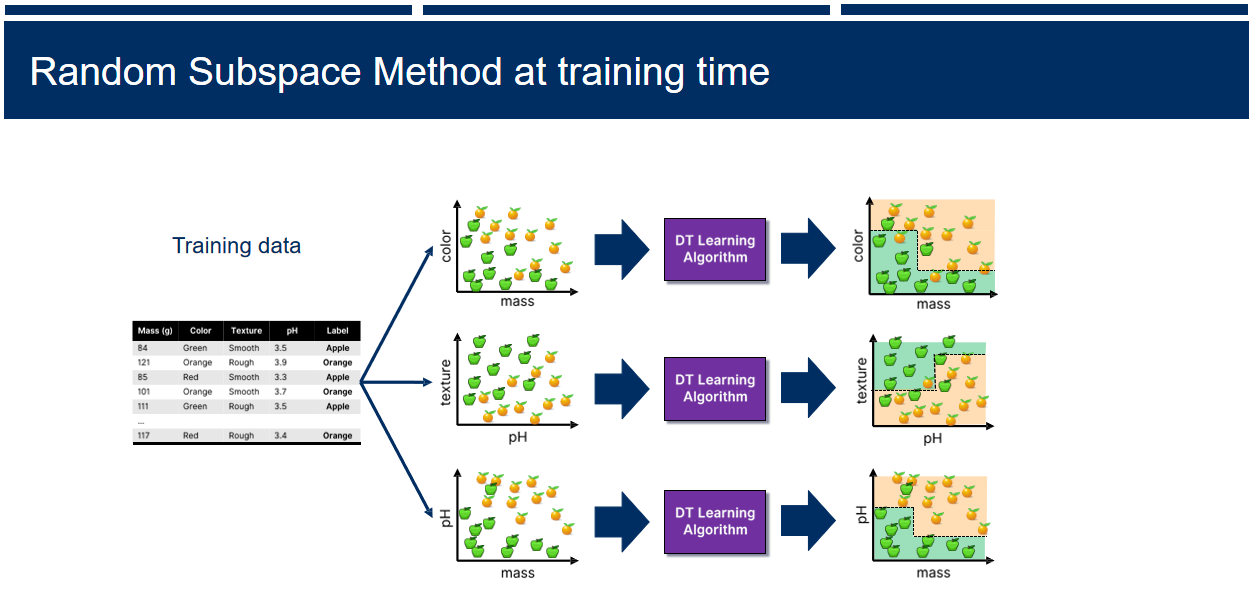 Random Subspace Method at training time
Training data
Mass (g) Color Texture pH Label
84 Green Smooth 3.5 Apple
121 Orange Rough 3.9 Orange
85 Red Smooth 3.3 Apple
101 Orange Smooth 3.7 Orange
111 Green Rough 3.5 Apple
...
117 Red Rough 3.4 Orange
color
mass
DT Learning
Algorithm
color
mass
texture
pH
DT Learning
Algorithm
texture
pH
pH
mass
DT Learning
Algorithm
pH
mass